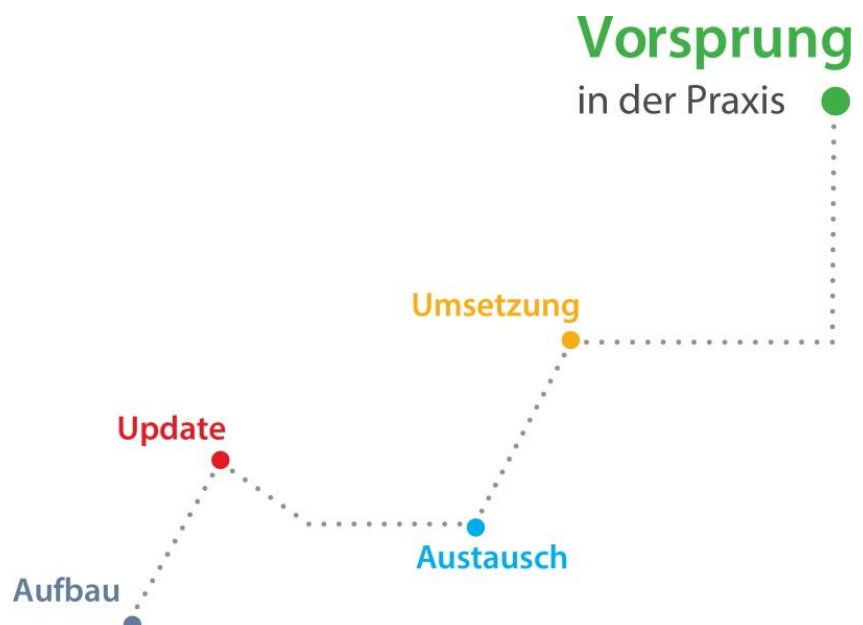 Vorsprung
in der Praxis
Umsetzung
Update
Austausch
Aufbau